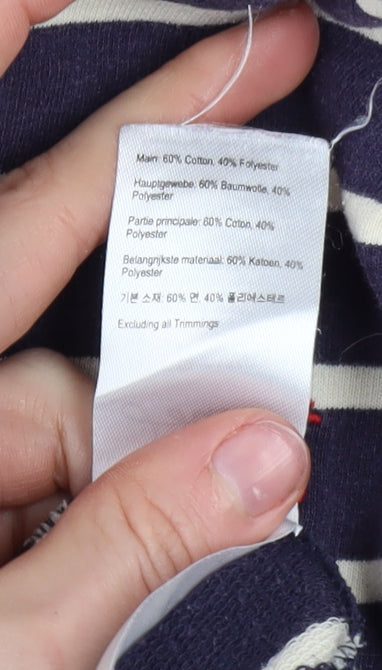 Main: 60% Cotton, 40% Polyester
Hauptgewebe: 60% Baumwolle, 40%
Polyester
Partie principale: 60% Coton, 40%
Polyester
Belangrijkste materiaal: 60% Katoen, 40%
Polyester
기본 소재: 60% 면, 40% 폴리에스테르
Excluding all Trimmings